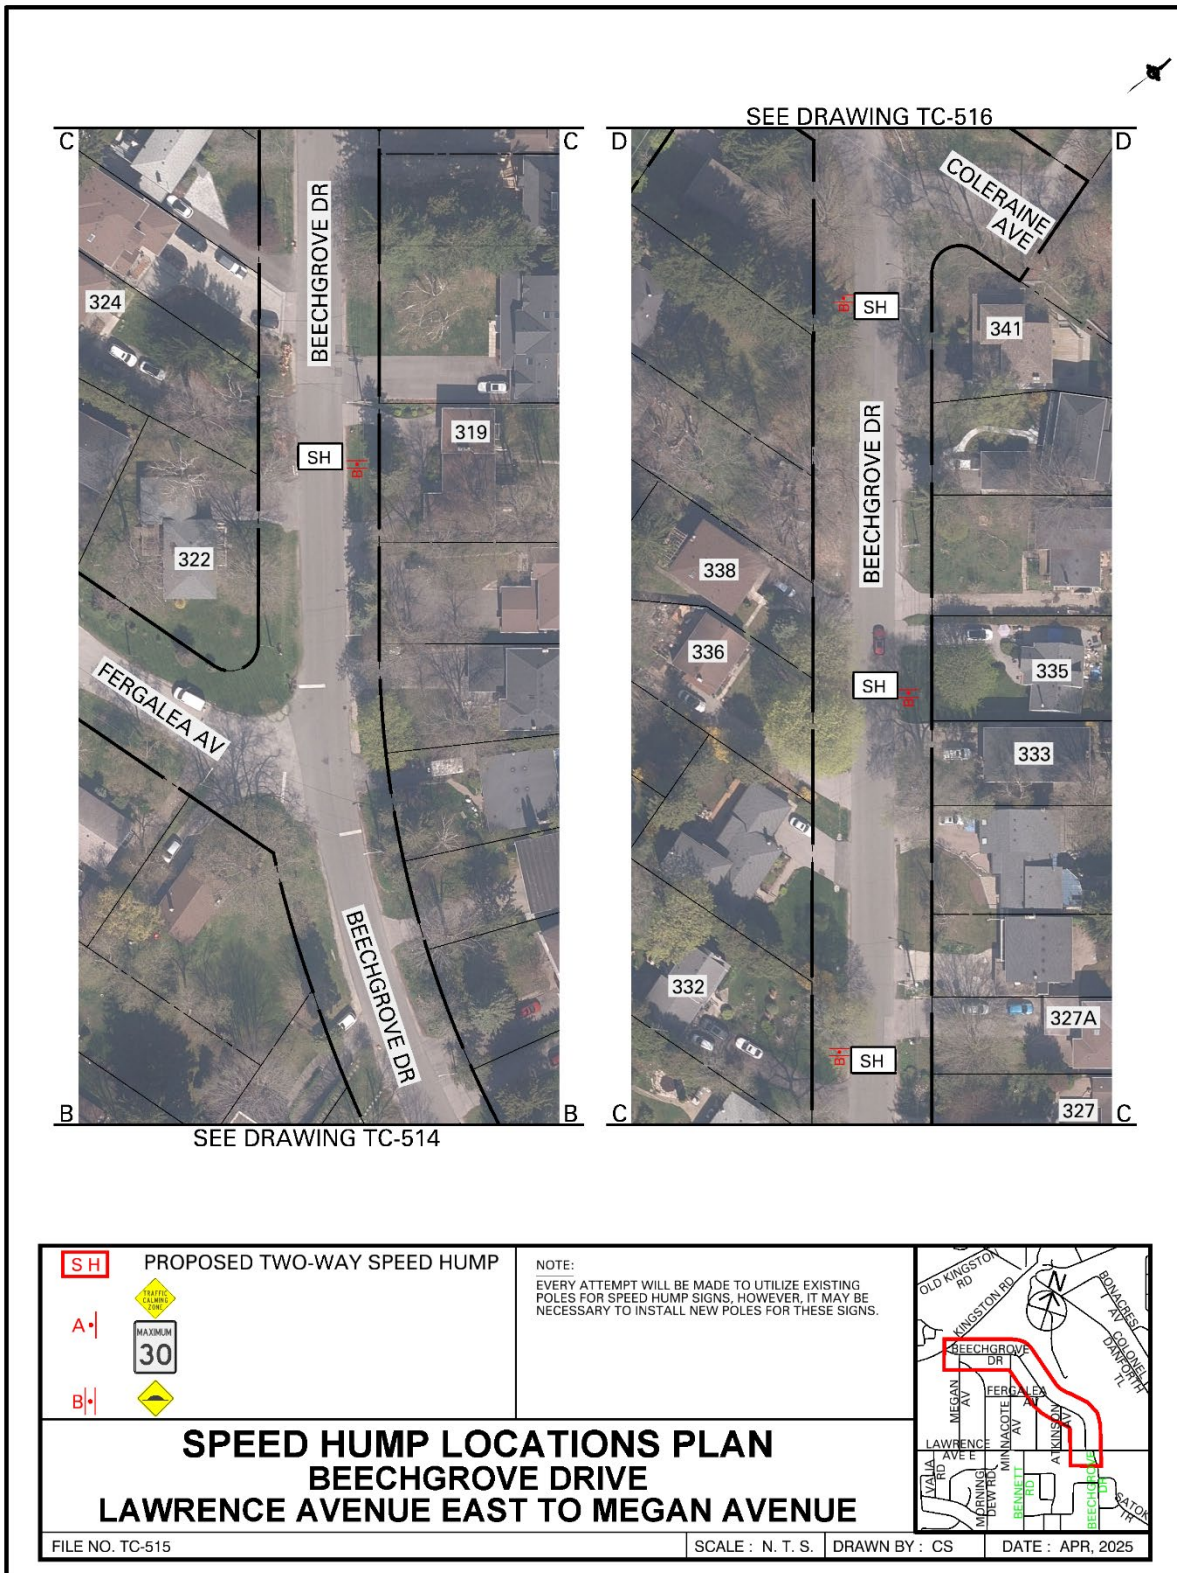 SEE DRAWING TC-516
C
C
D
D
BEECHGROVE DR
COLERAINE
AVE
324
SH
B
319
322
FERGALEA AV
BEECHGROVE DR
B
B
SEE DRAWING TC-514
B
SH
341
BEECHGROVE DR
338
336
SH
B
335
333
332
327A
B
SH
327
C
C
SH
PROPOSED TWO-WAY SPEED HUMP
A
TRAFFIC
CALMING
ZONE
MAXIMUM
30
B
NOTE:
EVERY ATTEMPT WILL BE MADE TO UTILIZE EXISTING
POLES FOR SPEED HUMP SIGNS, HOWEVER, IT MAY BE
NECESSARY TO INSTALL NEW POLES FOR THESE SIGNS.
OLD KINGSTON
RD
KINGSTON RD
N
BONACRES
AV
COLONEL
DANFORTH
TL
BEECHGROVE
DR
MEGAN
AV
FERGALEA
AV
MINNACOTE
AV
ATKINSON
AV
LAWRENCE
AVE E
VALIA
RD
MORNING
DEW RD
BENNETT
RD
BEECHGROVE
DR
SATOK
TR
SPEED HUMP LOCATIONS PLAN
BEECHGROVE DRIVE
LAWRENCE AVENUE EAST TO MEGAN AVENUE
FILE NO. TC-515
SCALE : N. T. S.
DRAWN BY : CS
DATE : APR, 2025